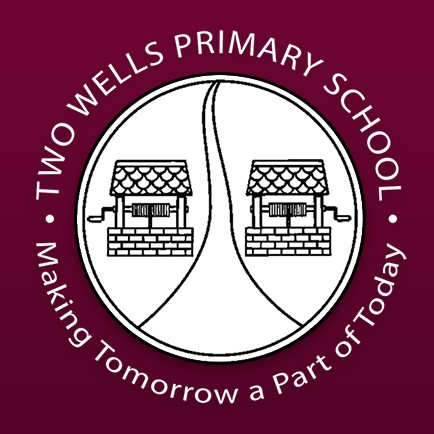 • TWO WELLS PRIMARY SCHOOL •
Making Tomorrow a Part of Today